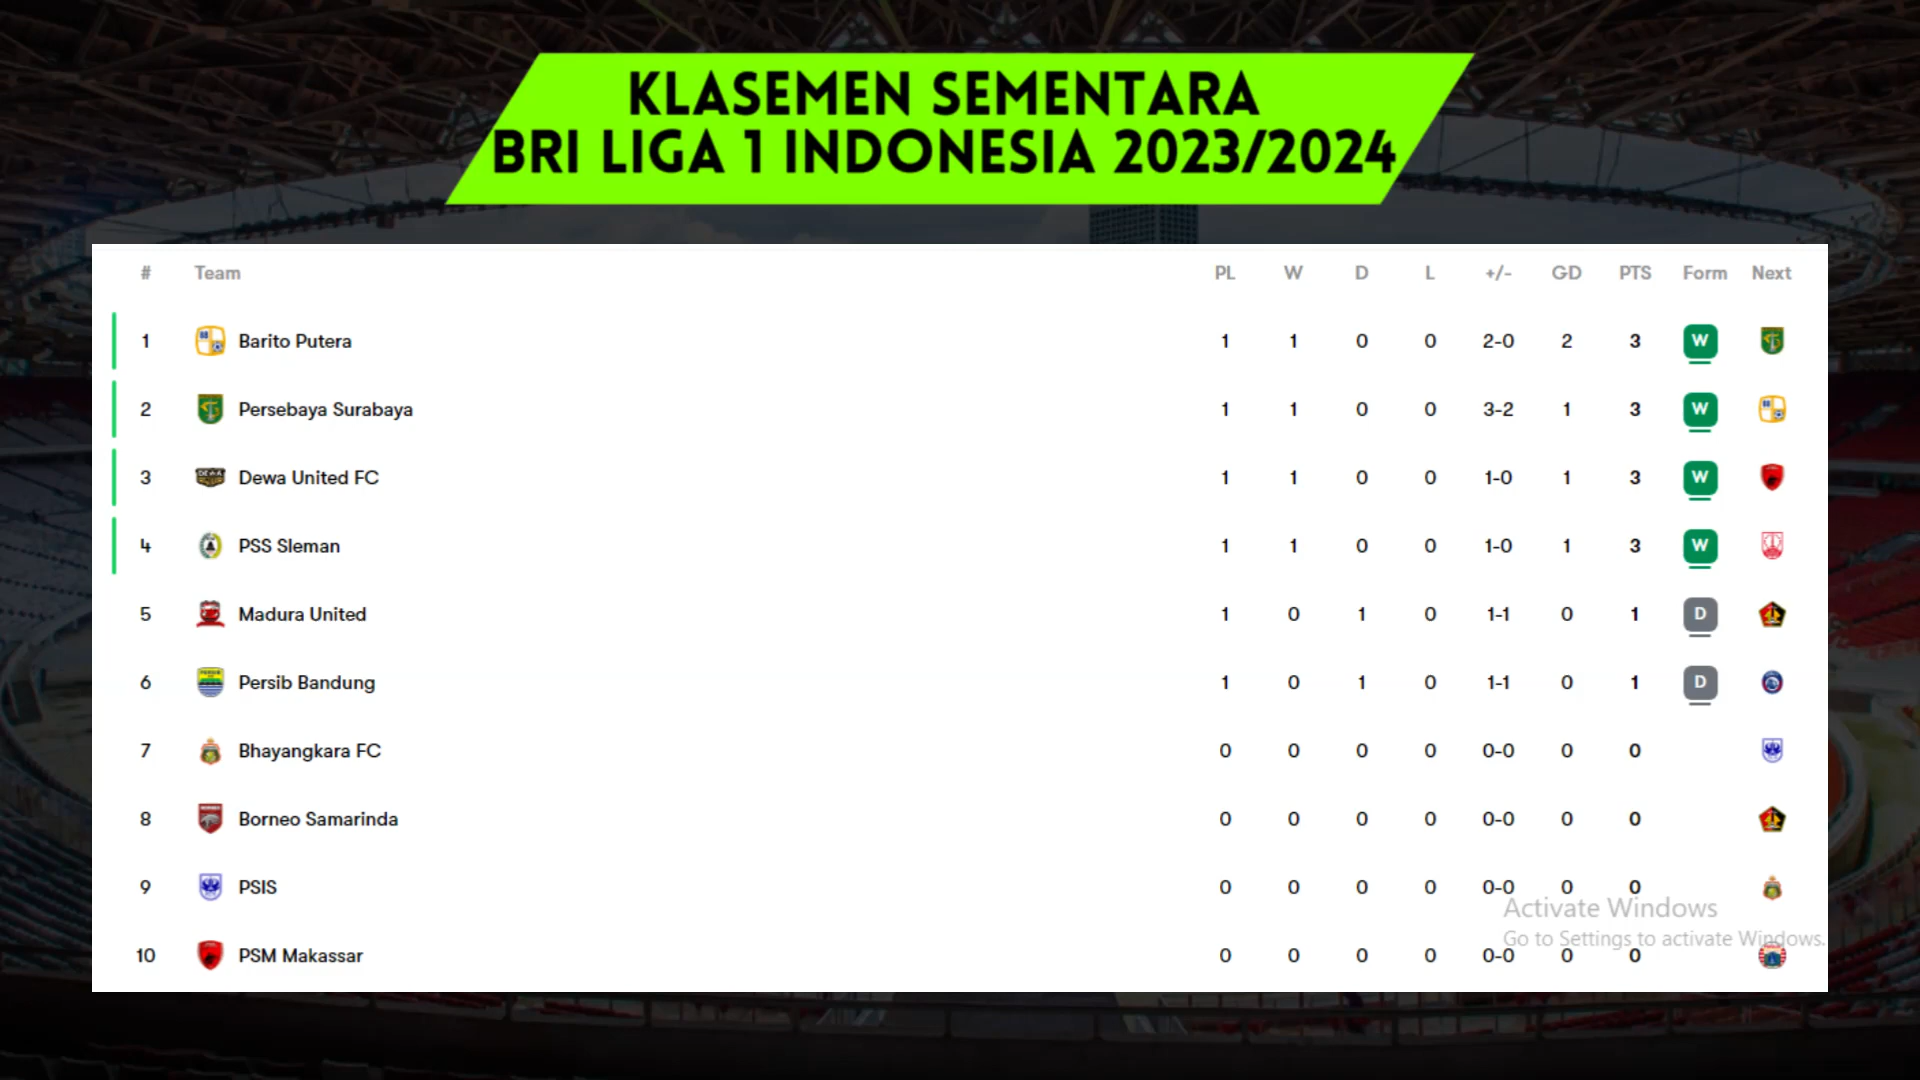 KLASEMEN SEMENTARA
BRI LIGA 1 INDONESIA 2023/2024
# Team PL W D L +/- GD PTS Form Next
1 Barito Putera 1 1 0 0 2-0 2 3 W
2 Persebaya Surabaya 1 1 0 0 3-2 1 3 W
3 Dewa United FC 1 1 0 0 1-0 1 3 W
4 PSS Sleman 1 1 0 0 1-0 1 3 W
5 Madura United 1 0 1 0 1-1 0 1 D
6 Persib Bandung 1 0 1 0 1-1 0 1 D
7 Bhayangkara FC 0 0 0 0 0-0 0 0
8 Borneo Samarinda 0 0 0 0 0-0 0 0
9 PSIS 0 0 0 0 0-0 0 0
Activate Windows
Go to Settings to activate Windows.
10 PSM Makassar 0 0 0 0 0-0 0 0